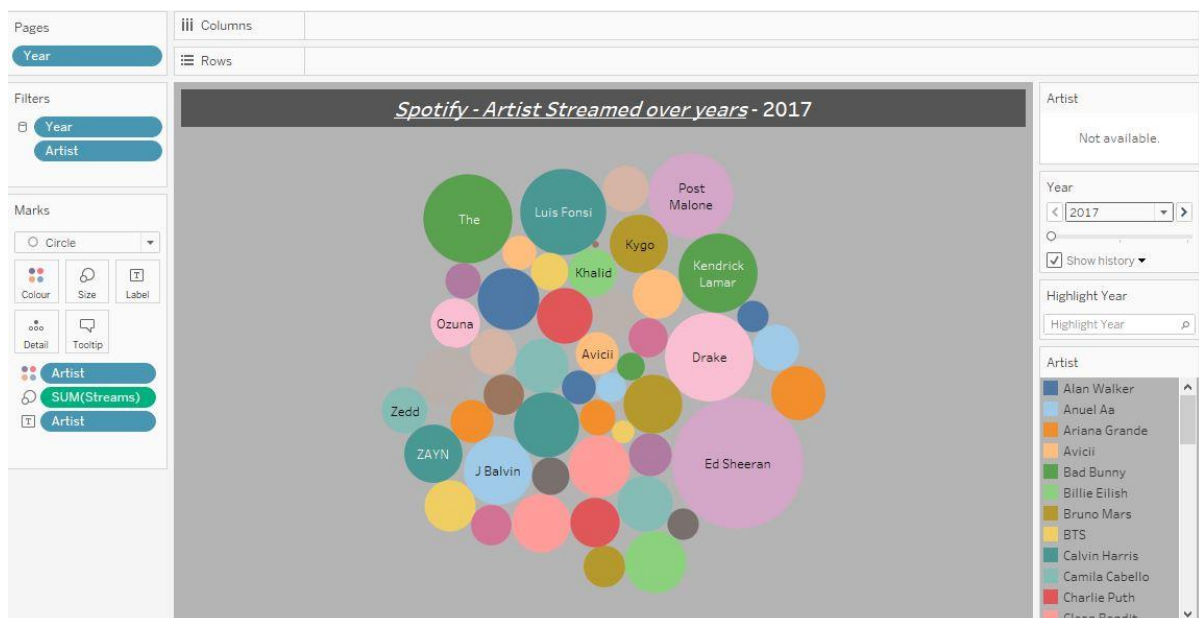 Pages
Year
Filters
Year
Artist
Marks
Circle
Colour
Size
Label
Detail
Tooltip
Artist
SUM(Streams)
Artist
Columns
Rows
Spotify - Artist Streamed over years - 2017
The
Luis Fonsi
Post
Malone
Kygo
Khalid
Kendrick
Lamar
Ozuna
Avicii
Drake
Zedd
ZAYN
J Balvin
Ed Sheeran
Artist
Not available.
Year
2017
Show history
Highlight Year
Highlight Year
Artist
Alan Walker
Anuel Aa
Ariana Grande
Avicii
Bad Bunny
Billie Eilish
Bruno Mars
BTS
Calvin Harris
Camila Cabello
Charlie Puth